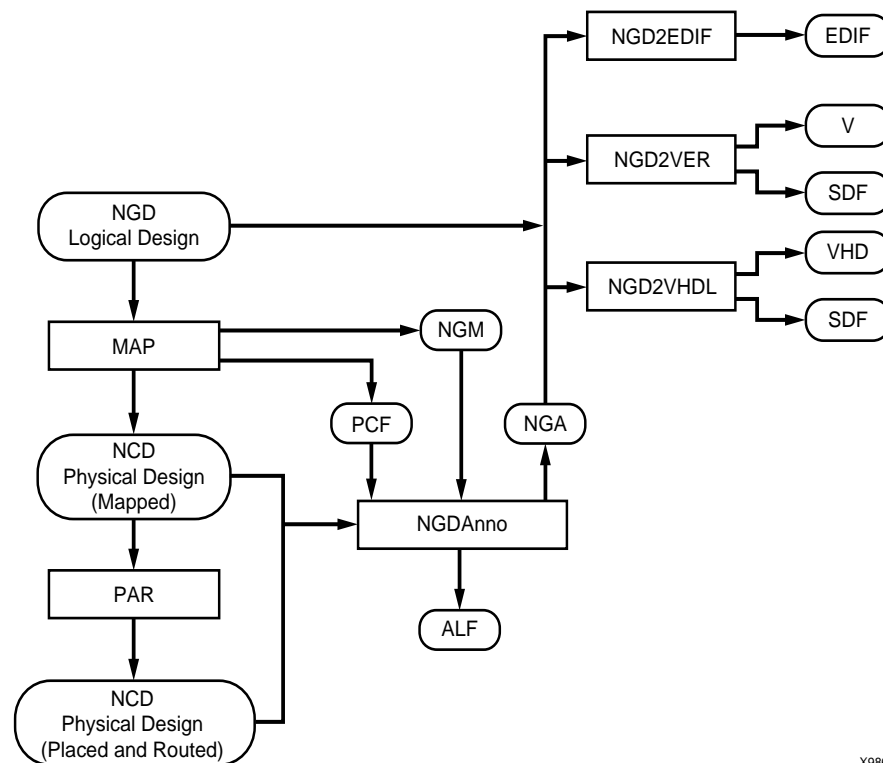 NGD2EDIF
EDIF
V
NGD2VER
SDF
NGD
Logical Design
VHD
NGD2VHDL
SDF
NGM
MAP
PCF
NGA
NCD
Physical Design
(Mapped)
NGDAnno
PAR
ALF
NCD
Physical Design
(Placed and Routed)